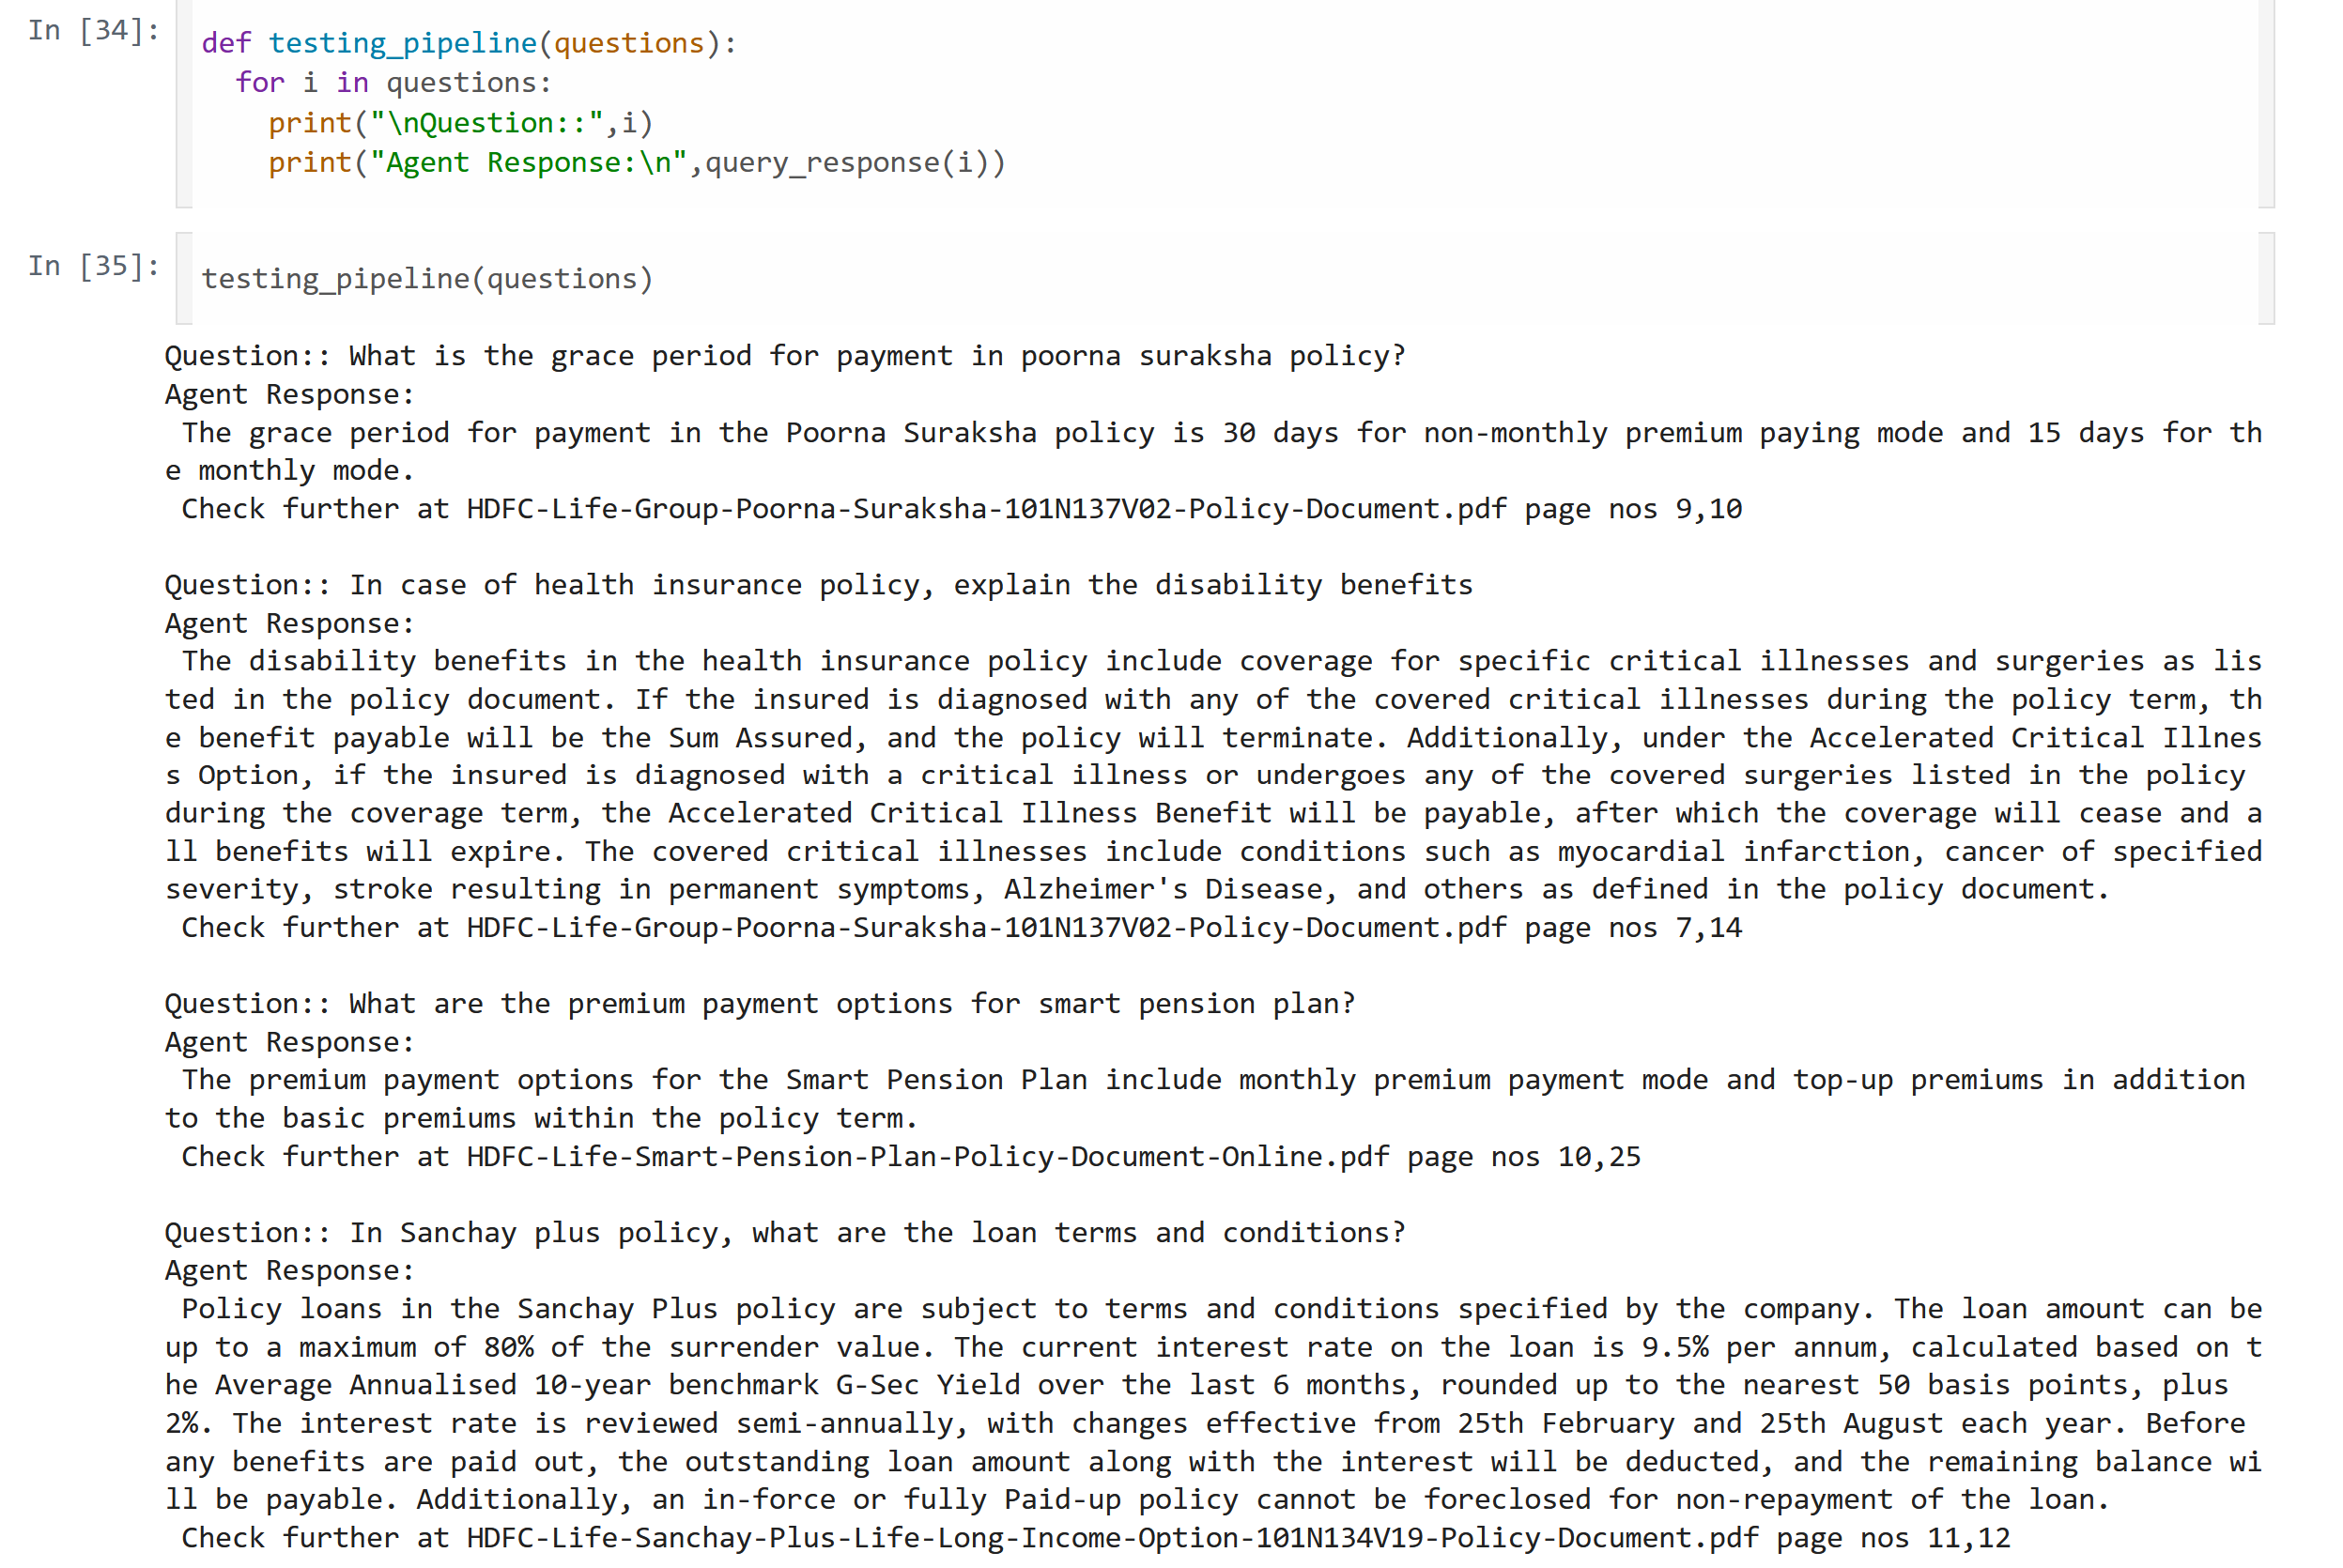 In [34]:
def testing_pipeline(questions):
  for i in questions:
    print("\nQuestion::",i)
    print("Agent Response:\n",query_response(i))
In [35]:
testing_pipeline(questions)
Question:: What is the grace period for payment in poorna suraksha policy?
Agent Response:
 The grace period for payment in the Poorna Suraksha policy is 30 days for non-monthly premium paying mode and 15 days for th
e monthly mode.
 Check further at HDFC-Life-Group-Poorna-Suraksha-101N137V02-Policy-Document.pdf page nos 9,10
Question:: In case of health insurance policy, explain the disability benefits
Agent Response:
 The disability benefits in the health insurance policy include coverage for specific critical illnesses and surgeries as lis
ted in the policy document. If the insured is diagnosed with any of the covered critical illnesses during the policy term, th
e benefit payable will be the Sum Assured, and the policy will terminate. Additionally, under the Accelerated Critical Illnes
s Option, if the insured is diagnosed with a critical illness or undergoes any of the covered surgeries listed in the policy
during the coverage term, the Accelerated Critical Illness Benefit will be payable, after which the coverage will cease and a
ll benefits will expire. The covered critical illnesses include conditions such as myocardial infarction, cancer of specified
severity, stroke resulting in permanent symptoms, Alzheimer's Disease, and others as defined in the policy document.
 Check further at HDFC-Life-Group-Poorna-Suraksha-101N137V02-Policy-Document.pdf page nos 7,14
Question:: What are the premium payment options for smart pension plan?
Agent Response:
 The premium payment options for the Smart Pension Plan include monthly premium payment mode and top-up premiums in addition
to the basic premiums within the policy term.
 Check further at HDFC-Life-Smart-Pension-Plan-Policy-Document-Online.pdf page nos 10,25
Question:: In Sanchay plus policy, what are the loan terms and conditions?
Agent Response:
 Policy loans in the Sanchay Plus policy are subject to terms and conditions specified by the company. The loan amount can be
up to a maximum of 80% of the surrender value. The current interest rate on the loan is 9.5% per annum, calculated based on t
he Average Annualised 10-year benchmark G-Sec Yield over the last 6 months, rounded up to the nearest 50 basis points, plus
2%. The interest rate is reviewed semi-annually, with changes effective from 25th February and 25th August each year. Before
any benefits are paid out, the outstanding loan amount along with the interest will be deducted, and the remaining balance wi
ll be payable. Additionally, an in-force or fully Paid-up policy cannot be foreclosed for non-repayment of the loan.
 Check further at HDFC-Life-Sanchay-Plus-Life-Long-Income-Option-101N134V19-Policy-Document.pdf page nos 11,12